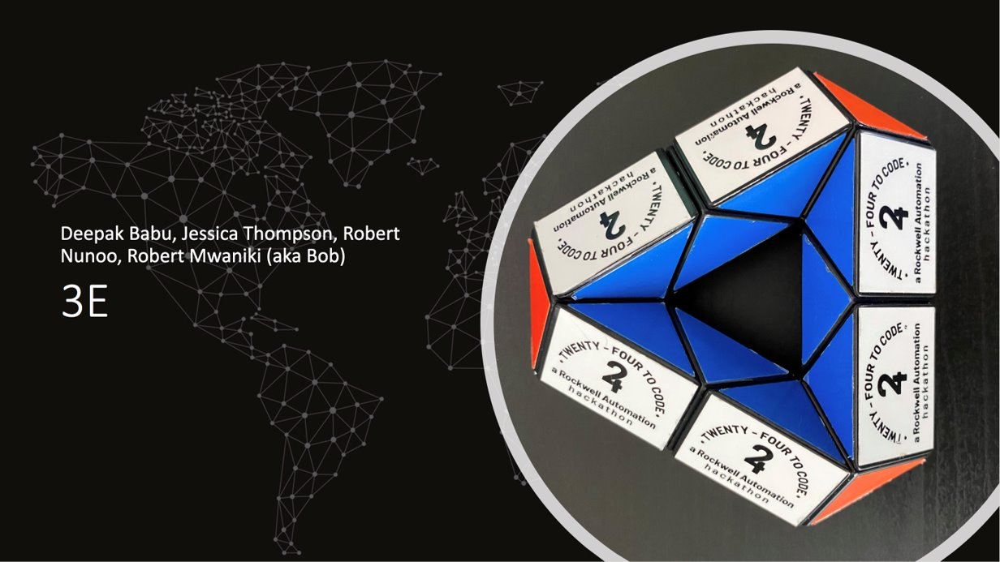 Deepak Babu, Jessica Thompson, Robert
Nunoo, Robert Mwaniki (aka Bob)
3E
TWENTY - FOUR TO CODE
24
a Rockwell Automation
hackathon
TWENTY - FOUR TO CODE
24
a Rockwell Automation
hackathon
TWENTY - FOUR TO CODE
24
a Rockwell Automation
hackathon
TWENTY - FOUR TO CODE
24
a Rockwell Automation
hackathon
TWENTY - FOUR TO CODE
24
a Rockwell Automation
hackathon
TWENTY - FOUR TO CODE
24
a Rockwell Automation
hackathon